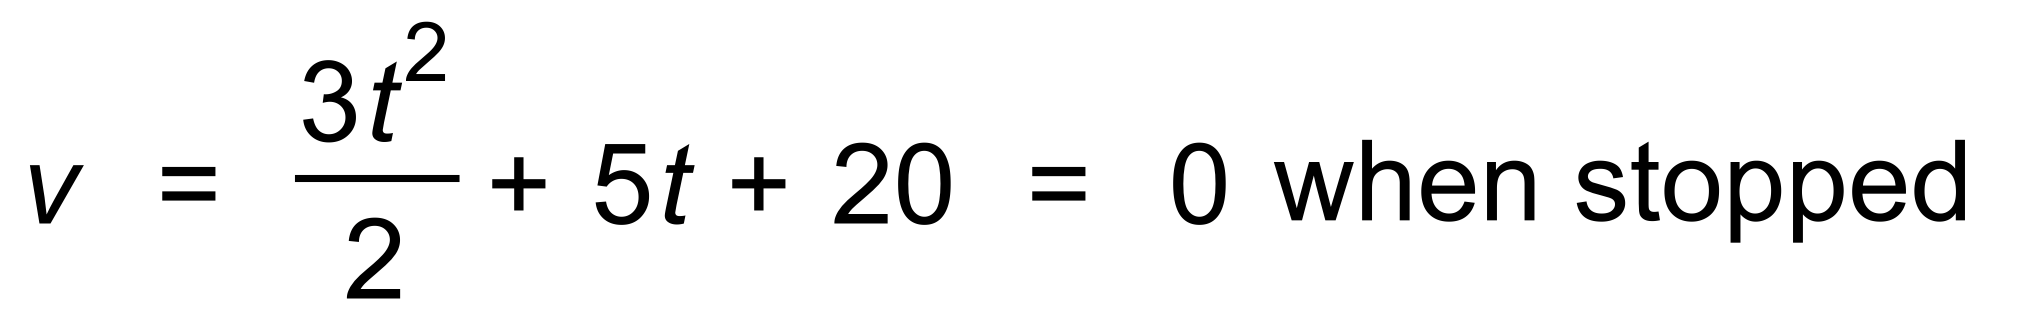 v = 3t²/2 + 5t + 20 = 0 when stopped